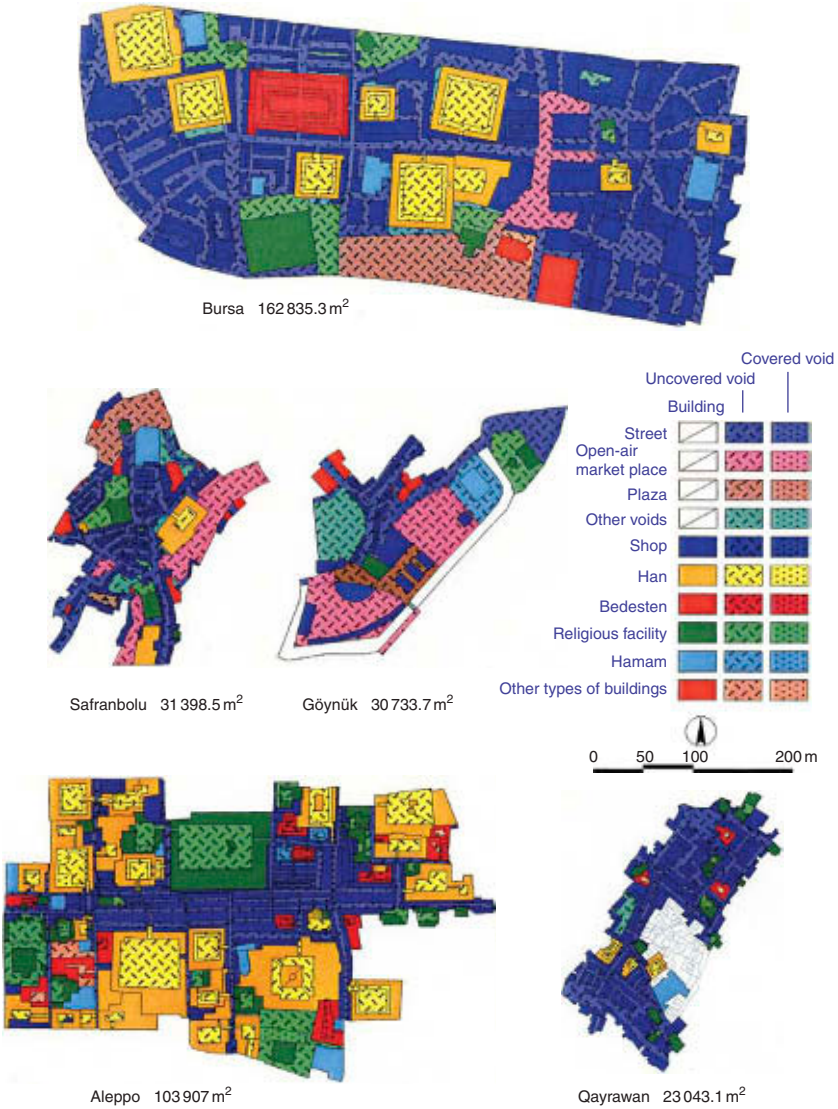 Bursa 162 835.3 m²
Covered void
Uncovered void
Building
Street
Open-air
market place
Plaza
Other voids
Shop
Han
Bedesten
Religious facility
Hamam
Other types of buildings
Safranbolu 31 398.5 m²
Göynük 30 733.7 m²
0 50 100 200 m
Aleppo 103 907 m²
Qayrawan 23 043.1 m²